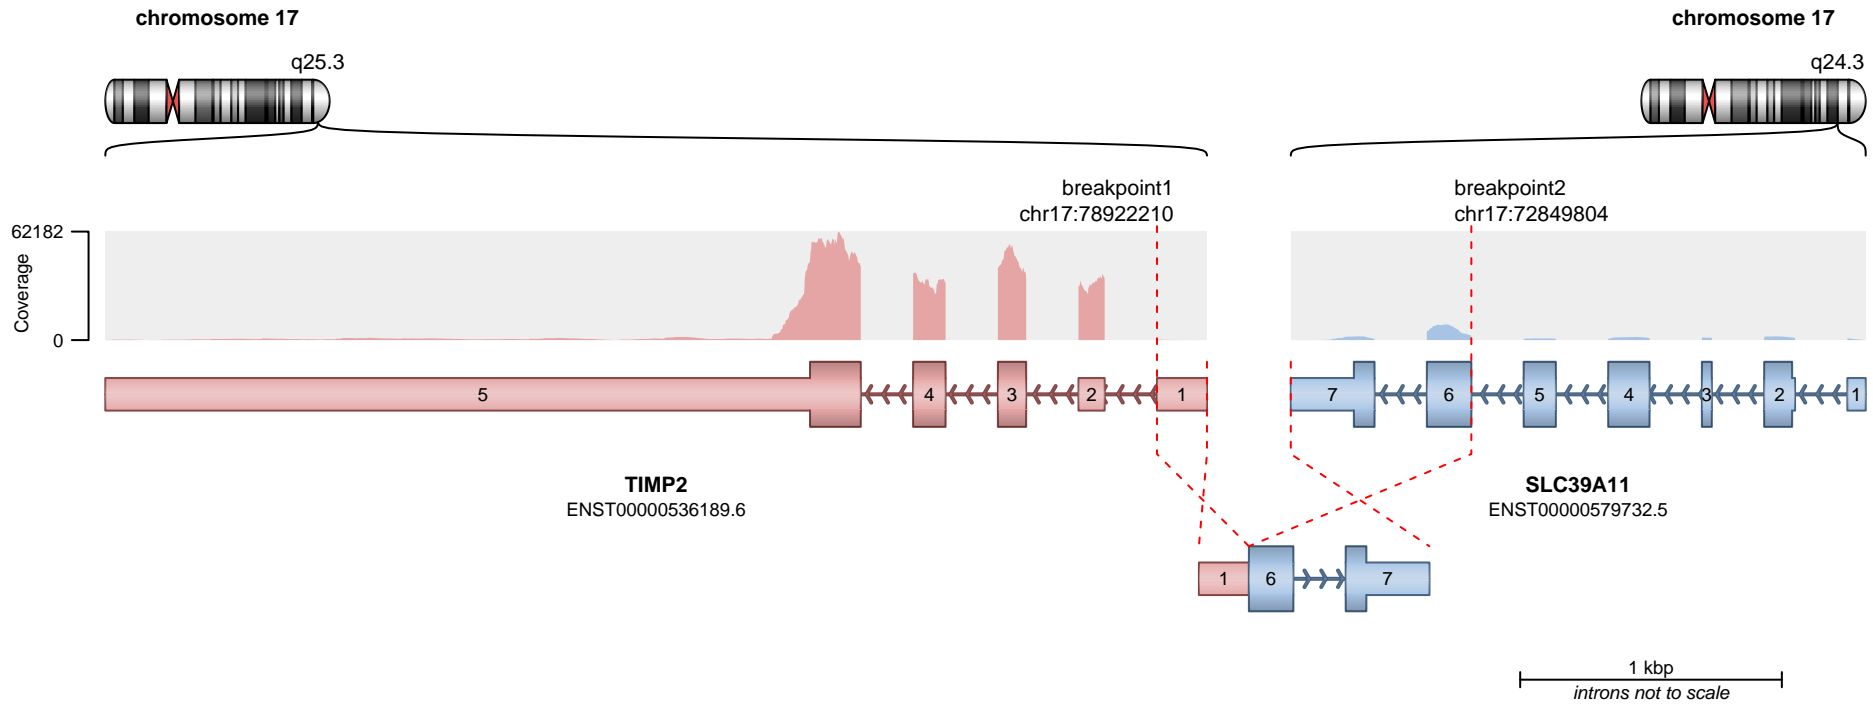 chromosome 17
chromosome 17
q25.3
q24.3
breakpoint1
chr17:78922210
breakpoint2
chr17:72849804
62182
Coverage
0
5
4
3
2
1
7
6
5
4
3
2
1
TIMP2
ENST00000536189.6
SLC39A11
ENST00000579732.5
1
6
7
1 kbp
introns not to scale